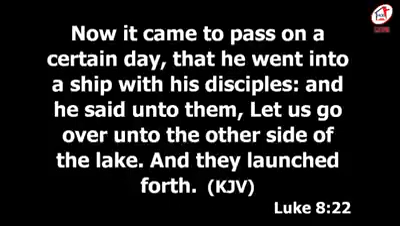 Now it came to pass on a
certain day, that he went into
a ship with his disciples: and
he said unto them, Let us go
over unto the other side of
the lake. And they launched
forth. (KJV)
Luke 8:22